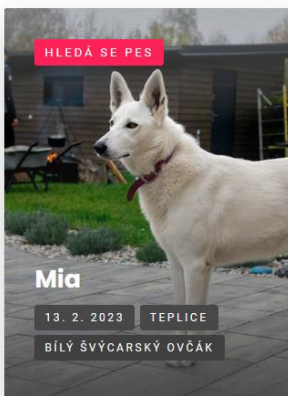 HLEDÁ SE PES
Mia
13. 2. 2023
TEPLICE
BÍLÝ ŠVÝCARSKÝ OVČÁK